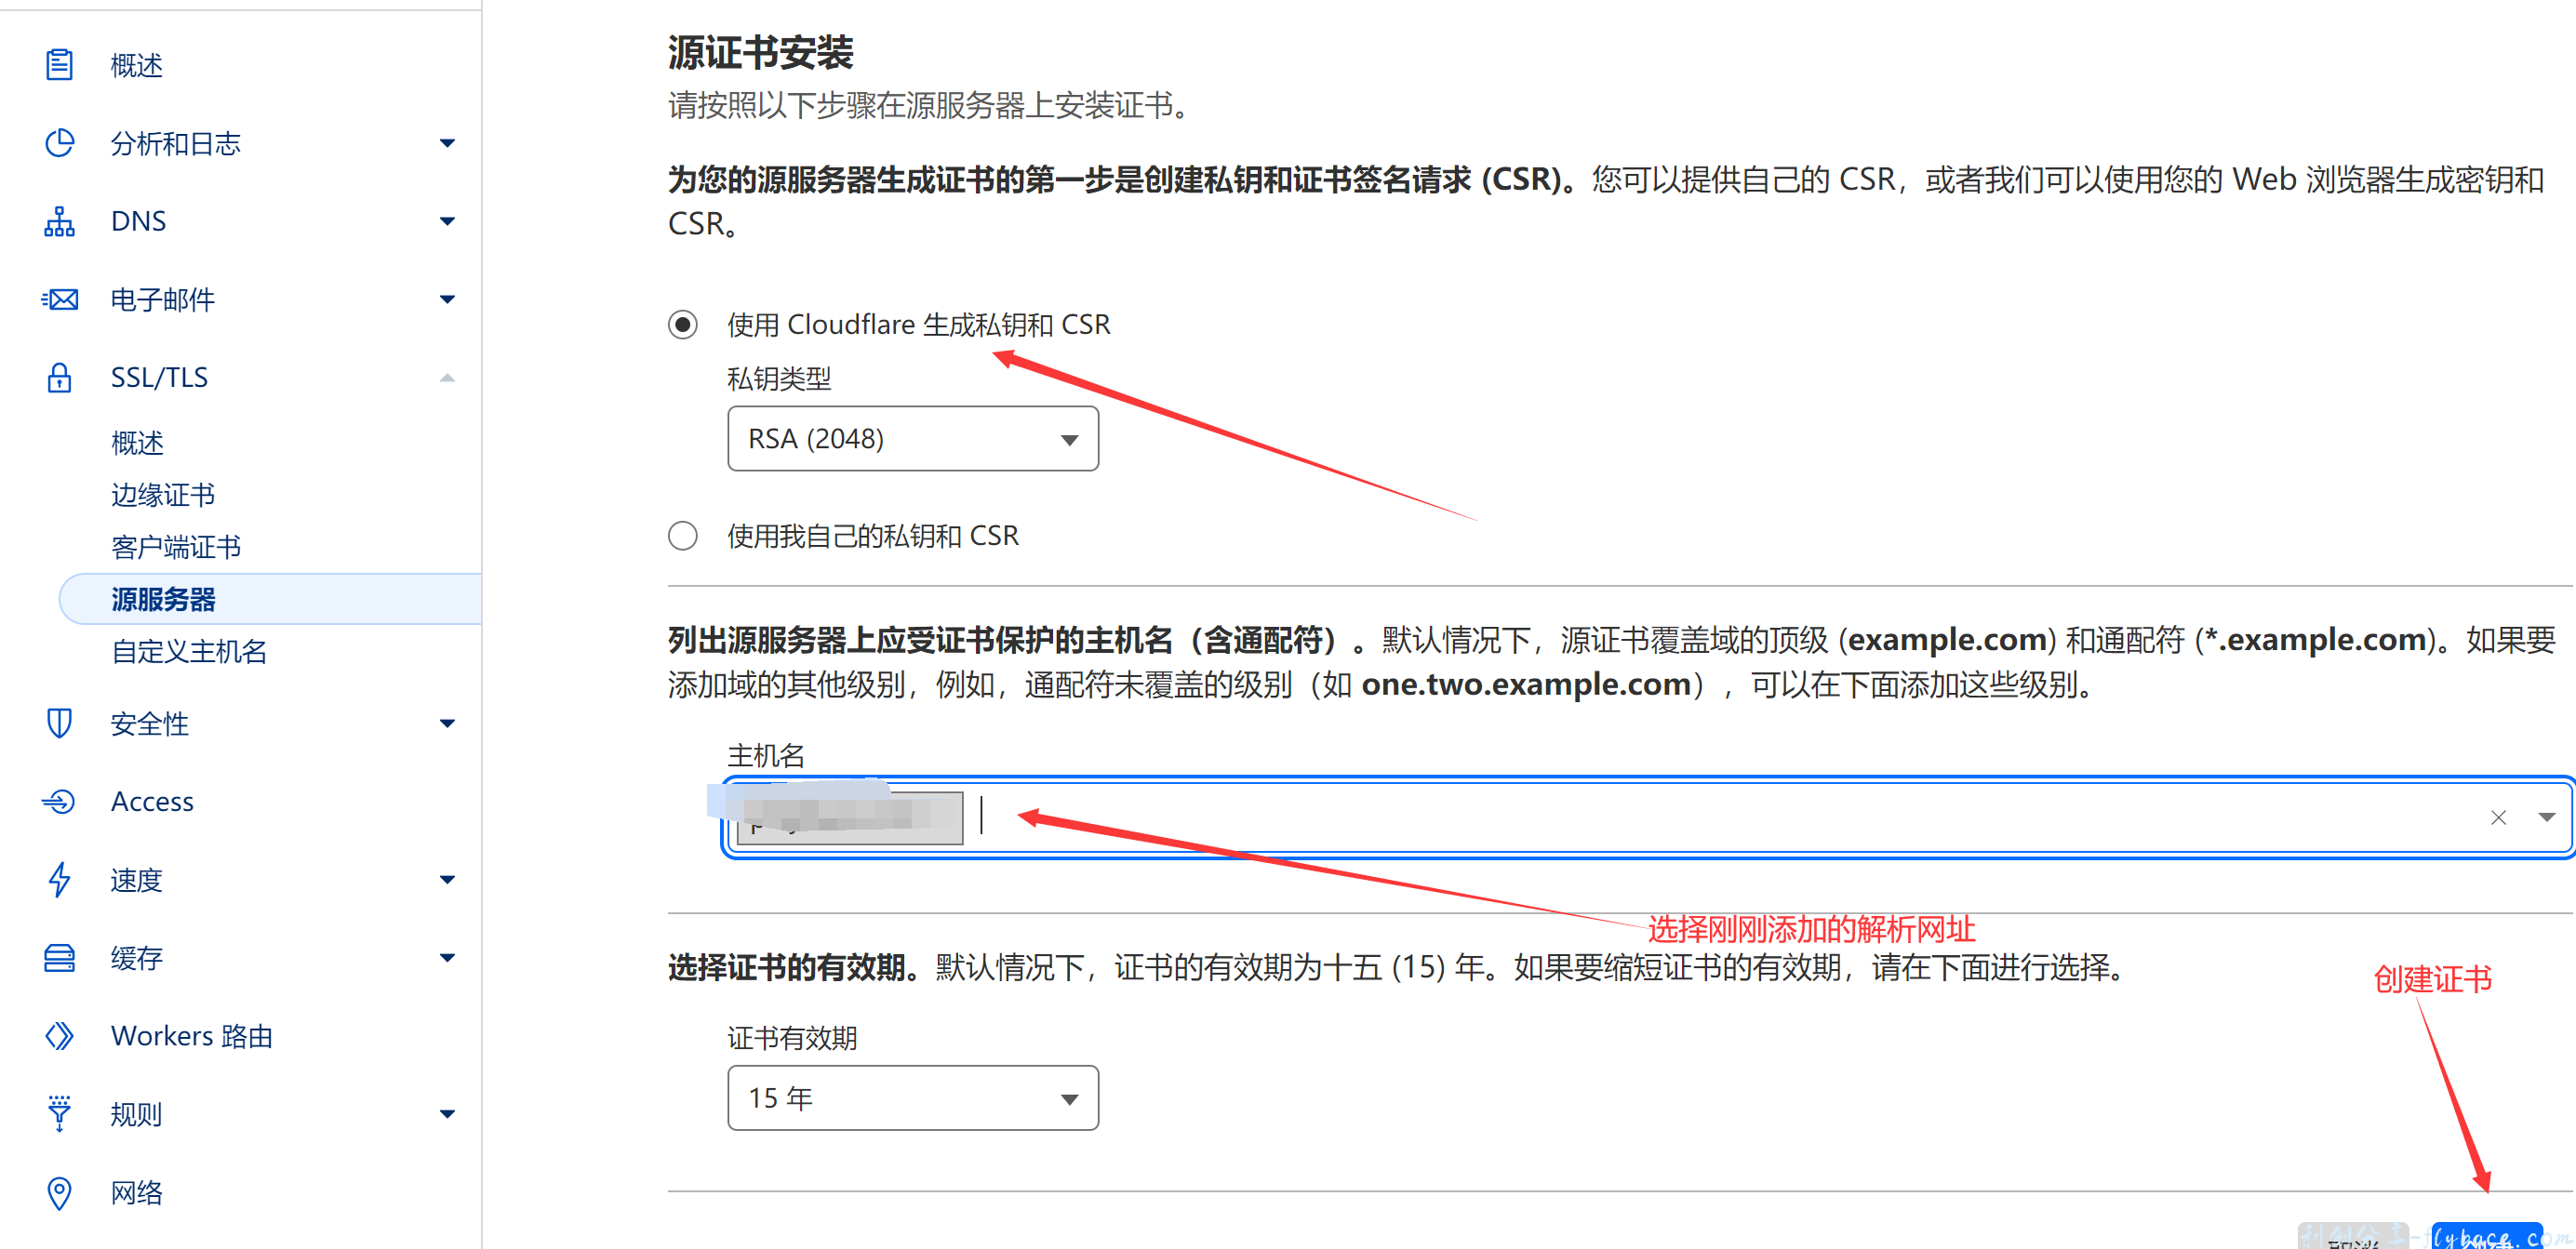 概述
分析和日志
DNS
电子邮件
SSL/TLS
概述
边缘证书
客户端证书
源服务器
自定义主机名
安全性
Access
速度
缓存
Workers 路由
规则
网络
源证书安装
请按照以下步骤在源服务器上安装证书。
为您的源服务器生成证书的第一步是创建私钥和证书签名请求 (CSR)。您可以提供自己的 CSR，或者我们可以使用您的 Web 浏览器生成密钥和
CSR。
使用 Cloudflare 生成私钥和 CSR
私钥类型
RSA (2048)
使用我自己的私钥和 CSR
列出源服务器上应受证书保护的主机名（含通配符）。默认情况下，源证书覆盖域的顶级 (example.com) 和通配符 (*.example.com)。如果要
添加域的其他级别，例如，通配符未覆盖的级别（如 one.two.example.com），可以在下面添加这些级别。
主机名
选择刚刚添加的解析网址
选择证书的有效期。默认情况下，证书的有效期为十五 (15) 年。如果要缩短证书的有效期，请在下面进行选择。
创建证书
证书有效期
15 年